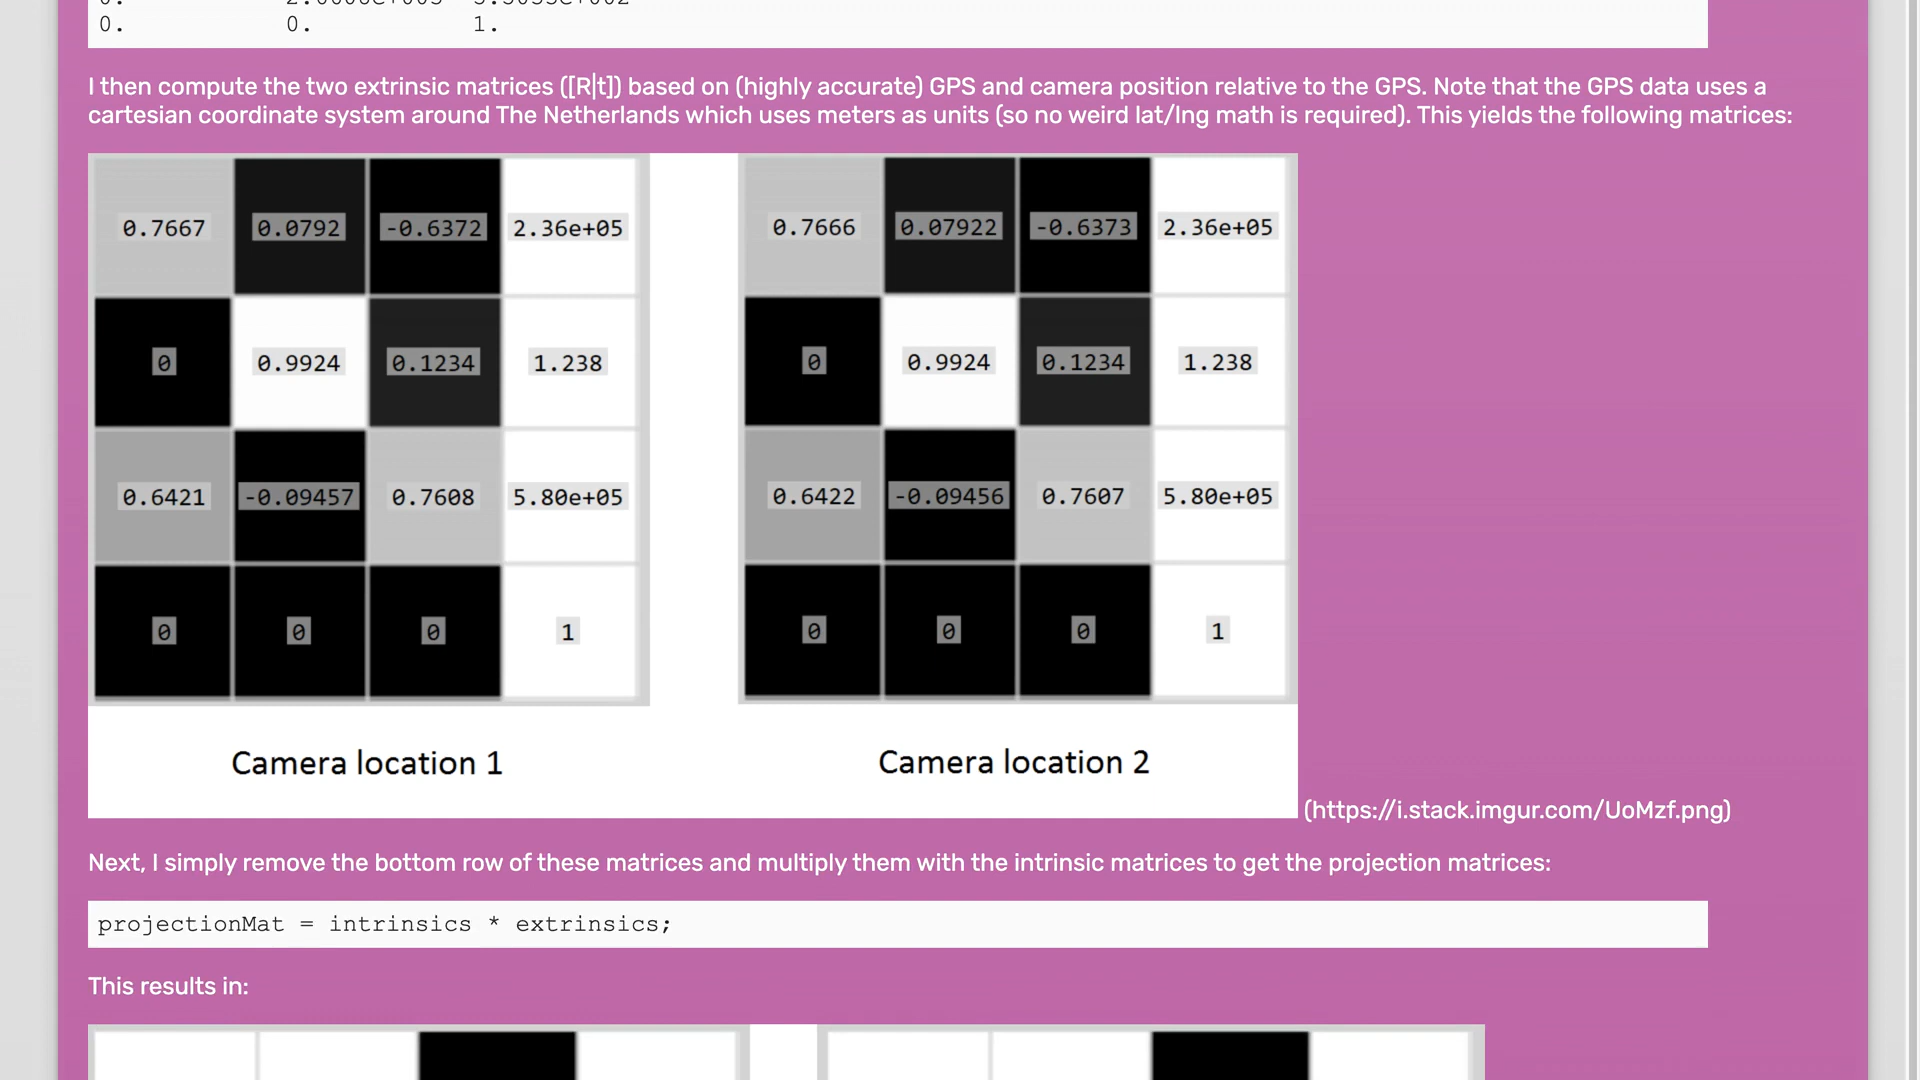 0. 0. 1.
I then compute the two extrinsic matrices ([R|t]) based on (highly accurate) GPS and camera position relative to the GPS. Note that the GPS data uses a
cartesian coordinate system around The Netherlands which uses meters as units (so no weird lat/lng math is required). This yields the following matrices:
0.7667 0.0792 -0.6372 2.36e+05
0 0.9924 0.1234 1.238
0.6421 -0.09457 0.7608 5.80e+05
0 0 0 1
Camera location 1
0.7666 0.07922 -0.6373 2.36e+05
0 0.9924 0.1234 1.238
0.6422 -0.09456 0.7607 5.80e+05
0 0 0 1
Camera location 2
(https://i.stack.imgur.com/UoMzf.png)
Next, I simply remove the bottom row of these matrices and multiply them with the intrinsic matrices to get the projection matrices:
projectionMat = intrinsics * extrinsics;
This results in: